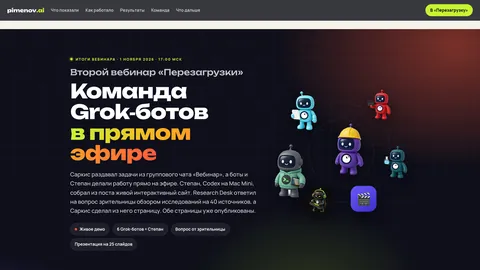 pimenov.ai
Что показали
Как работали
Результаты
Команда
Что дальше
В «Перезагрузку»
ИТОГИ ВЕБИНАРА · 1 НОЯБРЯ 2026 · 17:00 МСК
Второй вебинар «Перезагрузки»
Команда
Grok-ботов
в прямом
эфире
Саркис раздавал задачи из группового чата «Вебинар», а боты и
Степан делали работу прямо на эфире. Степан, Codex на Mac Mini,
собрал из поста живой интерактивный сайт. Research Desk ответил
на вопрос зрительницы обзором исследований на 40 источников, а
Саркис сделал из него страницу. Обе страницы уже опубликованы.
Живое демо
6 Grok-ботов + Степан
Вопрос от зрительницы
Презентация на 25 слайдов